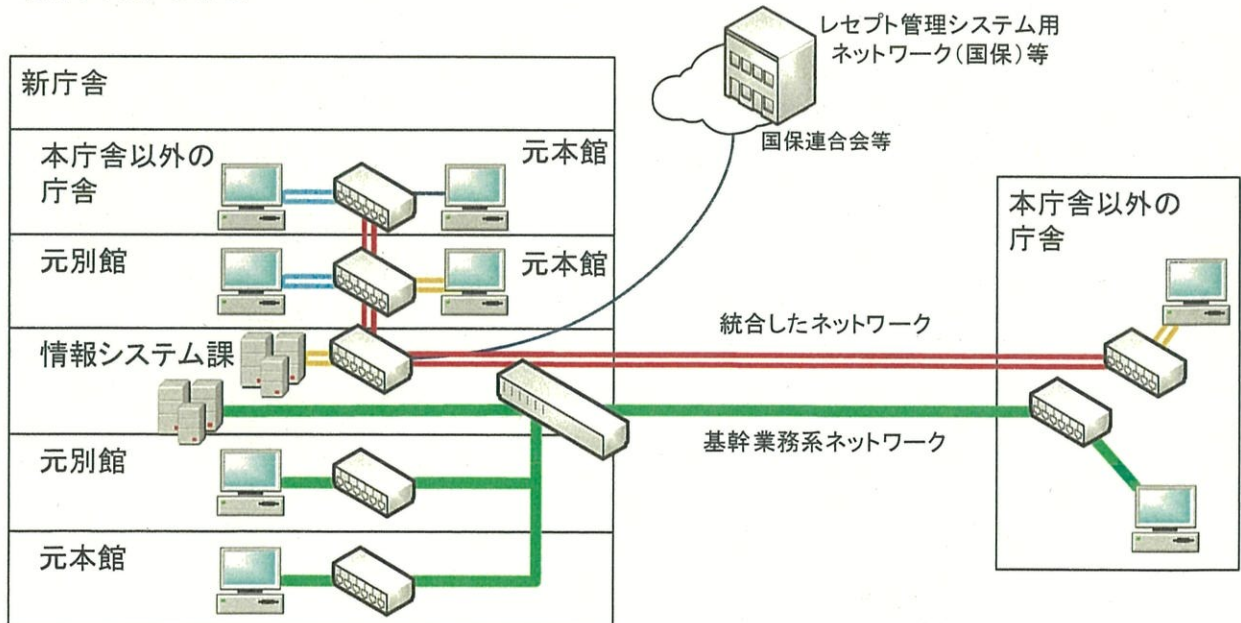 レセプト管理システム用
ネットワーク(国保)等
国保連合会等
新庁舎
本庁舎以外の
庁舎
元本館
元別館
元本館
情報システム課
元別館
元本館
統合したネットワーク
基幹業務系ネットワーク
本庁舎以外の
庁舎